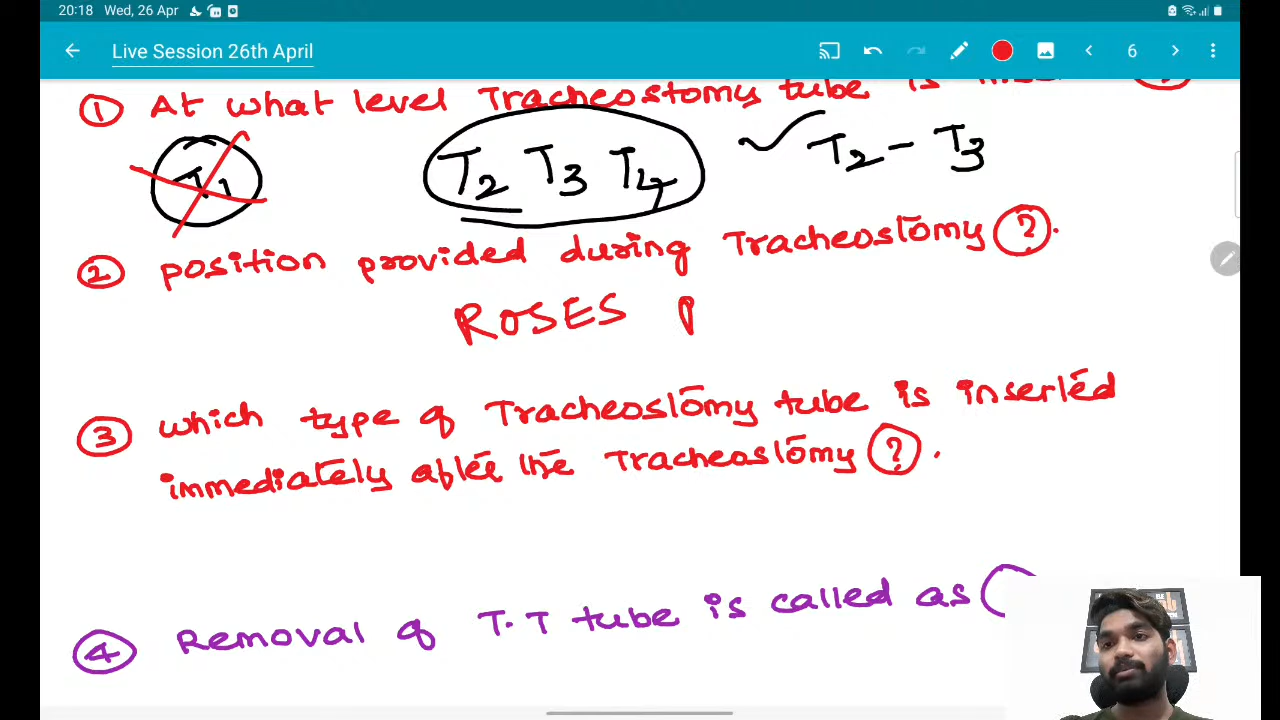 20:18 Wed, 26 Apr
Live Session 26th April
6
① At what level Tracheostomy tube is
T1 T2 T3 T4 T2 - T3
② position provided during Tracheostomy ?.
ROSES P
③ which type of Tracheostomy tube is inserted
immediately after the Tracheostomy ?.
④ Removal of T.T tube is called as